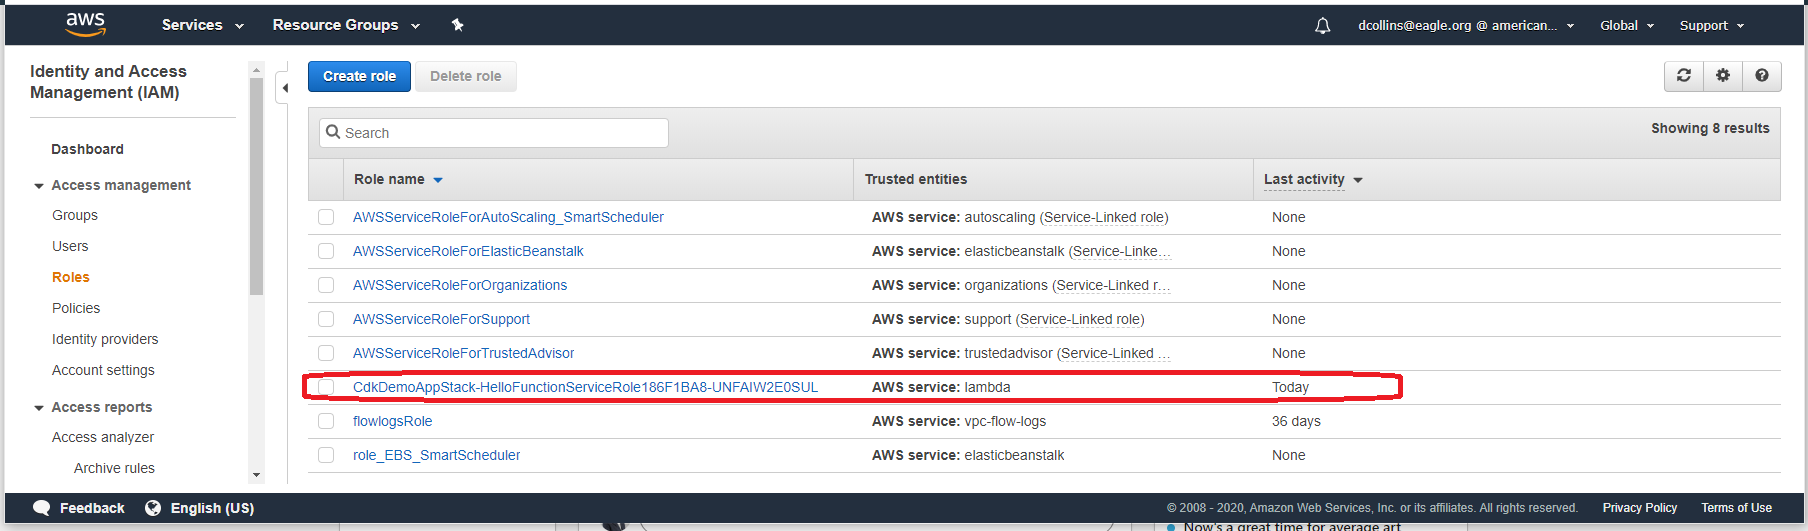 aws
Services
Resource Groups
dcollins@eagle.org @ american...
Global
Support
Identity and Access
Management (IAM)
Dashboard
Access management
Groups
Users
Roles
Policies
Identity providers
Account settings
Access reports
Access analyzer
Archive rules
Create role
Delete role
Search
Showing 8 results
Role name
Trusted entities
Last activity
AWSServiceRoleForAutoScaling_SmartScheduler
AWS service: autoscaling (Service-Linked role)
None
AWSServiceRoleForElasticBeanstalk
AWS service: elasticbeanstalk (Service-Linke...
None
AWSServiceRoleForOrganizations
AWS service: organizations (Service-Linked r...
None
AWSServiceRoleForSupport
AWS service: support (Service-Linked role)
None
AWSServiceRoleForTrustedAdvisor
AWS service: trustedadvisor (Service-Linked ...
None
CdkDemoAppStack-HelloFunctionServiceRole186F1BA8-UNFAIW2E0SUL
AWS service: lambda
Today
flowlogsRole
AWS service: vpc-flow-logs
36 days
role_EBS_SmartScheduler
AWS service: elasticbeanstalk
None
Feedback
English (US)
© 2008 - 2020, Amazon Web Services, Inc. or its affiliates. All rights reserved.
Privacy Policy
Terms of Use
Now's a great time for average art